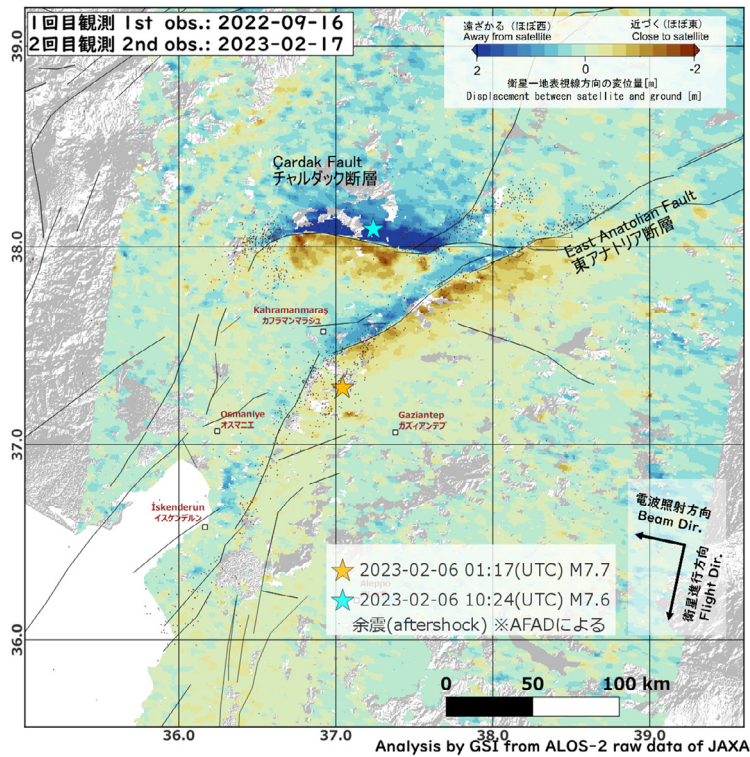 1回目観測 1st obs.: 2022-09-16
2回目観測 2nd obs.: 2023-02-17
遠ざかる（ほぼ西）
Away from satellite
近づく（ほぼ東）
Close to satellite
2
0
-2
衛星ー地表視線方向の変位量[m]
Displacement between satellite and ground [m]
39.0
38.0
37.0
36.0
Cardak Fault
チャルダック断層
East Anatolian Fault
東アナトリア断層
Kahramanmaraş
カフラマンマラシュ
Osmaniye
オスマニエ
Gaziantep
ガズィアンテプ
İskenderun
イスケンデルン
電波照射方向
Beam Dir.
衛星進行方向
Flight Dir.
2023-02-06 01:17(UTC) M7.7
Aleppo
2023-02-06 10:24(UTC) M7.6
余震(aftershock) ※AFADによる
0 50 100 km
36.0 37.0 38.0 39.0
Analysis by GSI from ALOS-2 raw data of JAXA